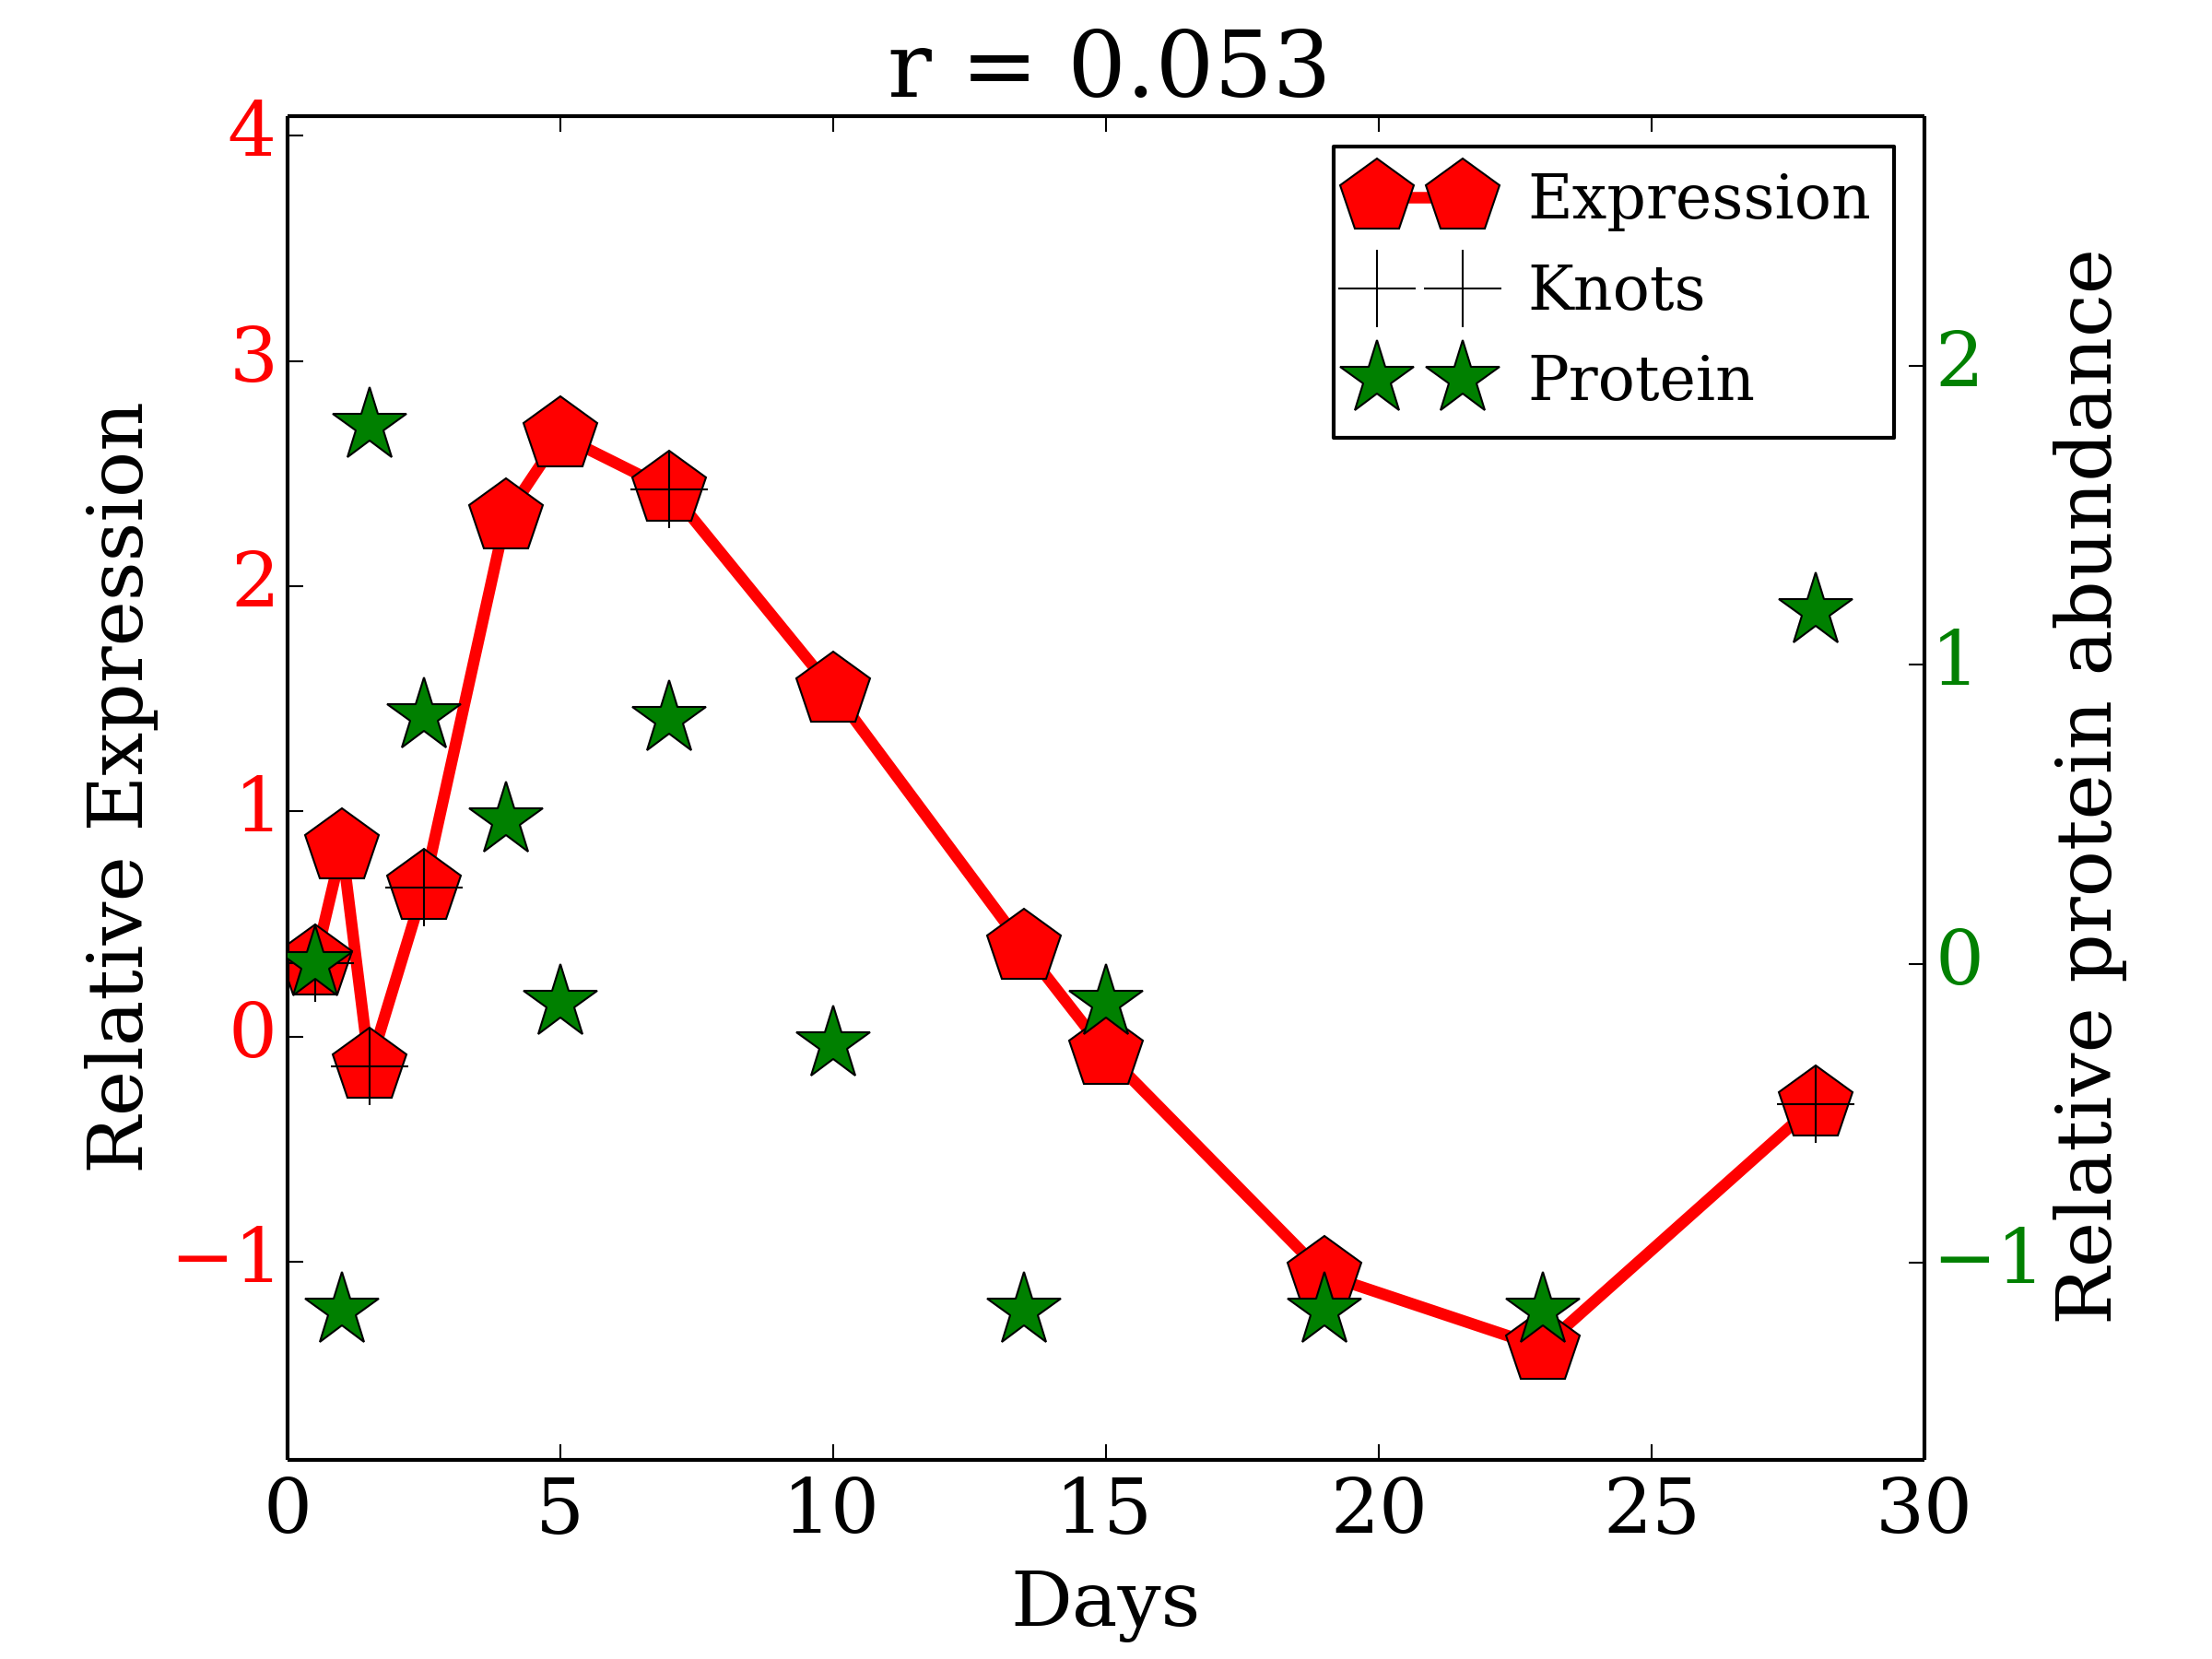 r = 0.053
4
3
2
1
0
−1
Relative Expression
Expression
Knots
Protein
2
1
0
−1
Relative protein abundance
0 5 10 15 20 25 30
Days